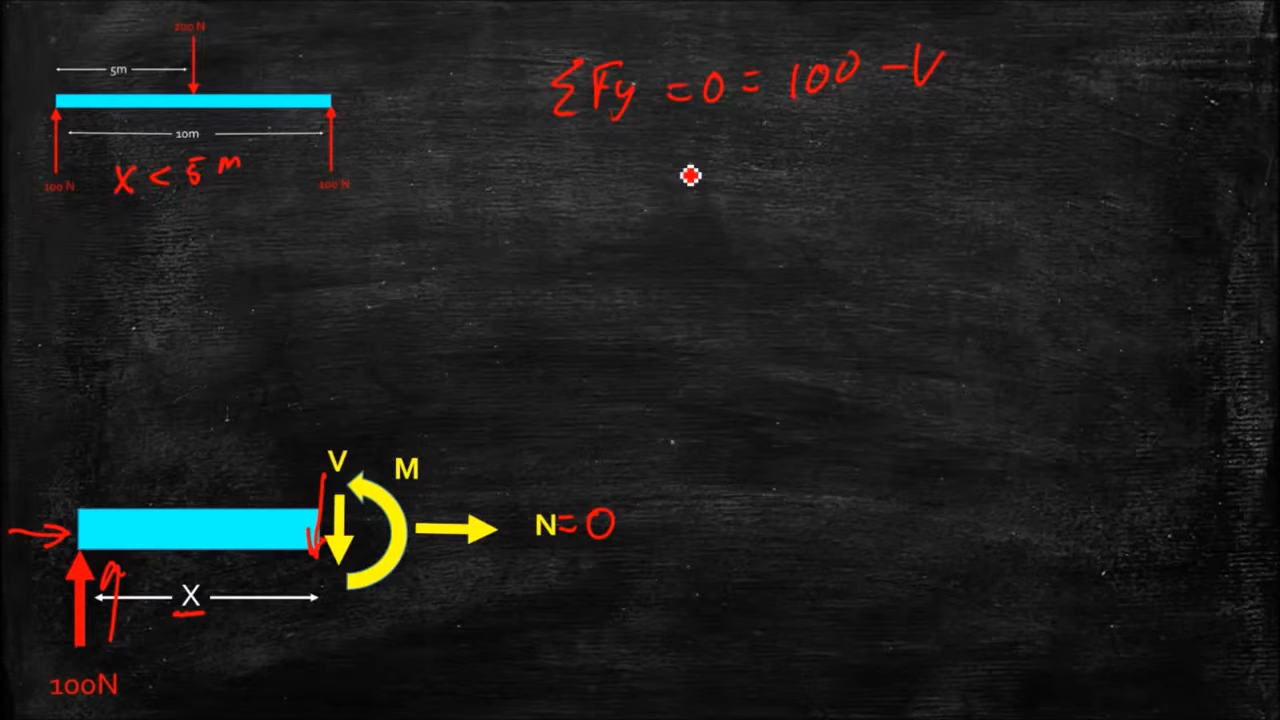 200 N
5m
10m
100 N
100 N
X < 5 m
ΣFy = 0 = 100 - V
V
M
N=0
X
100N